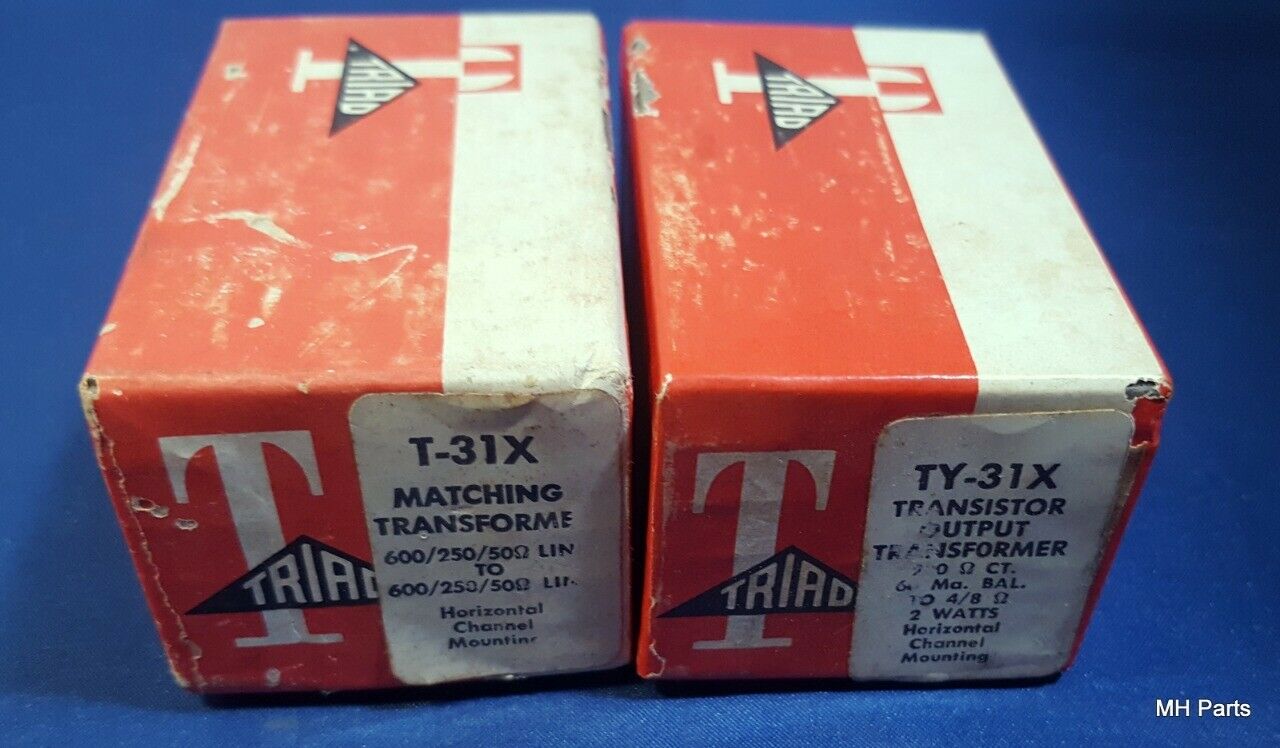 TRIAD
T
TRIAD
T
T
TRIAD
T-31X
MATCHING
TRANSFORME
600/250/50Ω LIN
TO
600/250/50Ω LIN
Horizontal
Channel
Mounting
T
TRIAD
TY-31X
TRANSISTOR
OUTPUT
TRANSFORMER
Ω CT.
Ma. BAL.
TO 4/8 Ω
2 WATTS
Horizontal
Channel
Mounting
MH Parts